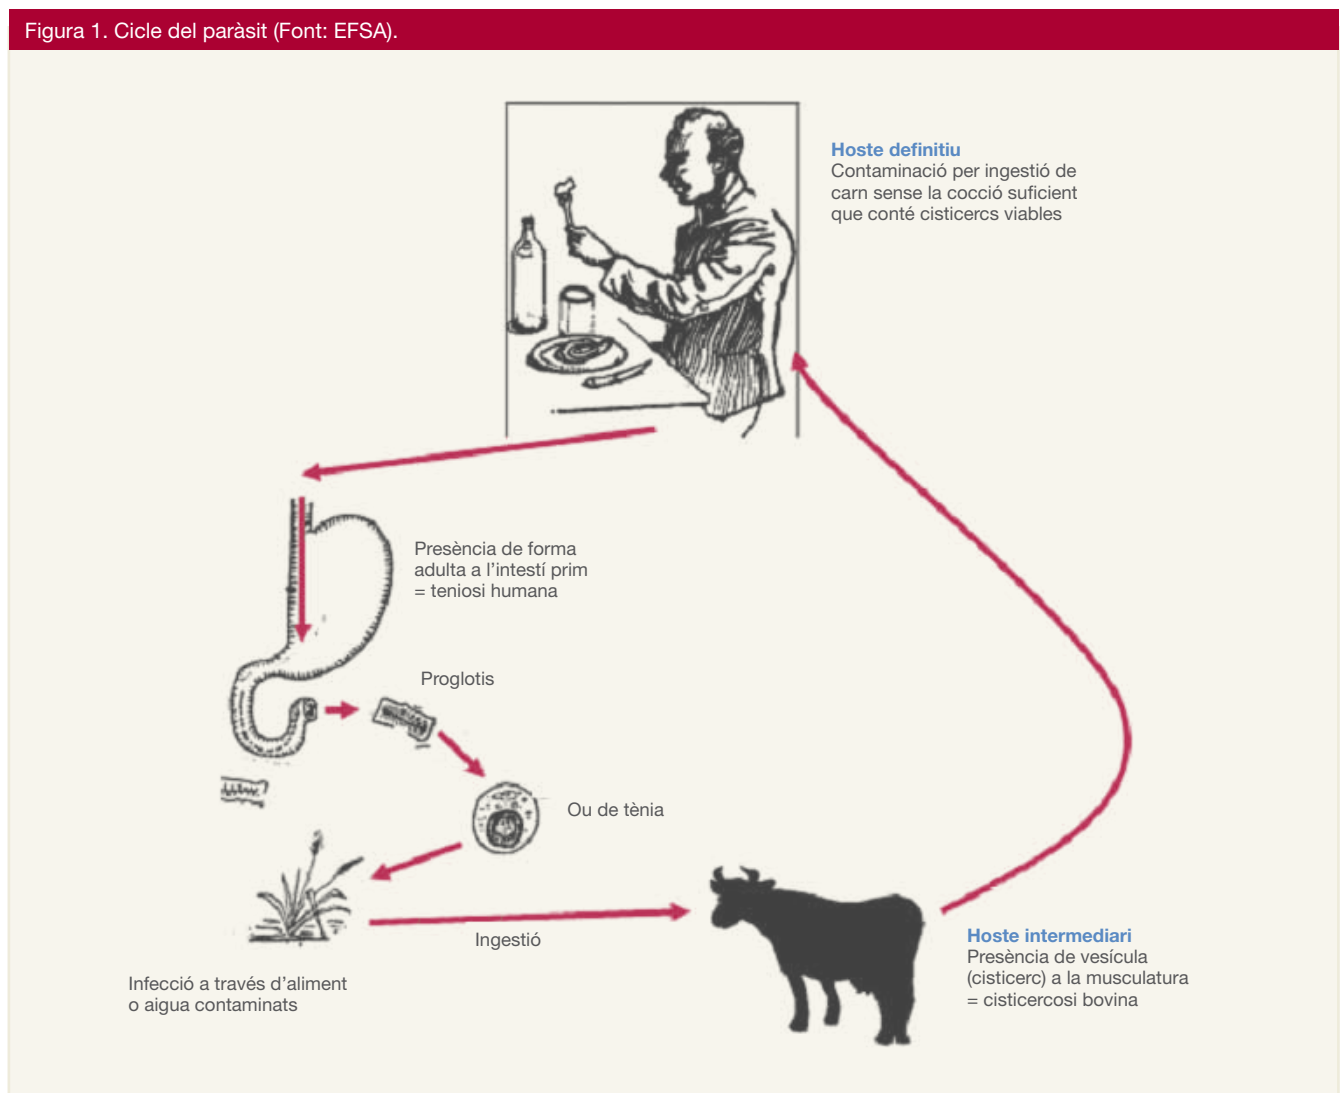 Figura 1. Cicle del paràsit (Font: EFSA).
Hoste definitiu
Contaminació per ingestió de
carn sense la cocció suficient
que conté cisticercs viables
Presència de forma
adulta a l’intestí prim
= teniosi humana
Proglotis
Ou de tènia
Ingestió
Infecció a través d’aliment
o aigua contaminats
Hoste intermediari
Presència de vesícula
(cisticerc) a la musculatura
= cisticercosi bovina